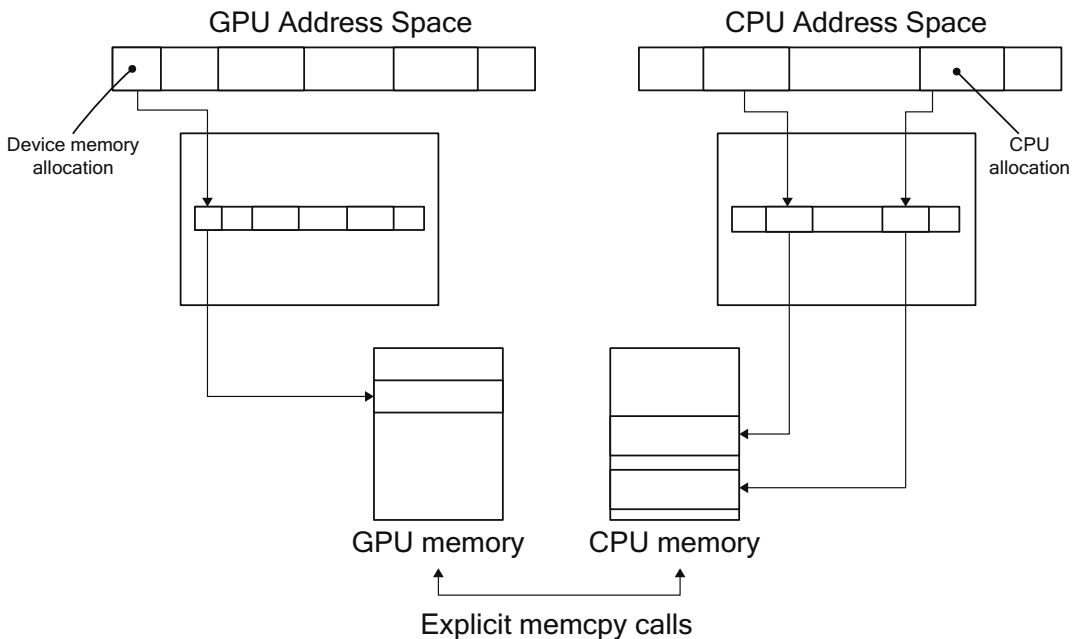 GPU Address Space
CPU Address Space
Device memory
allocation
CPU
allocation
GPU memory
CPU memory
Explicit memcpy calls